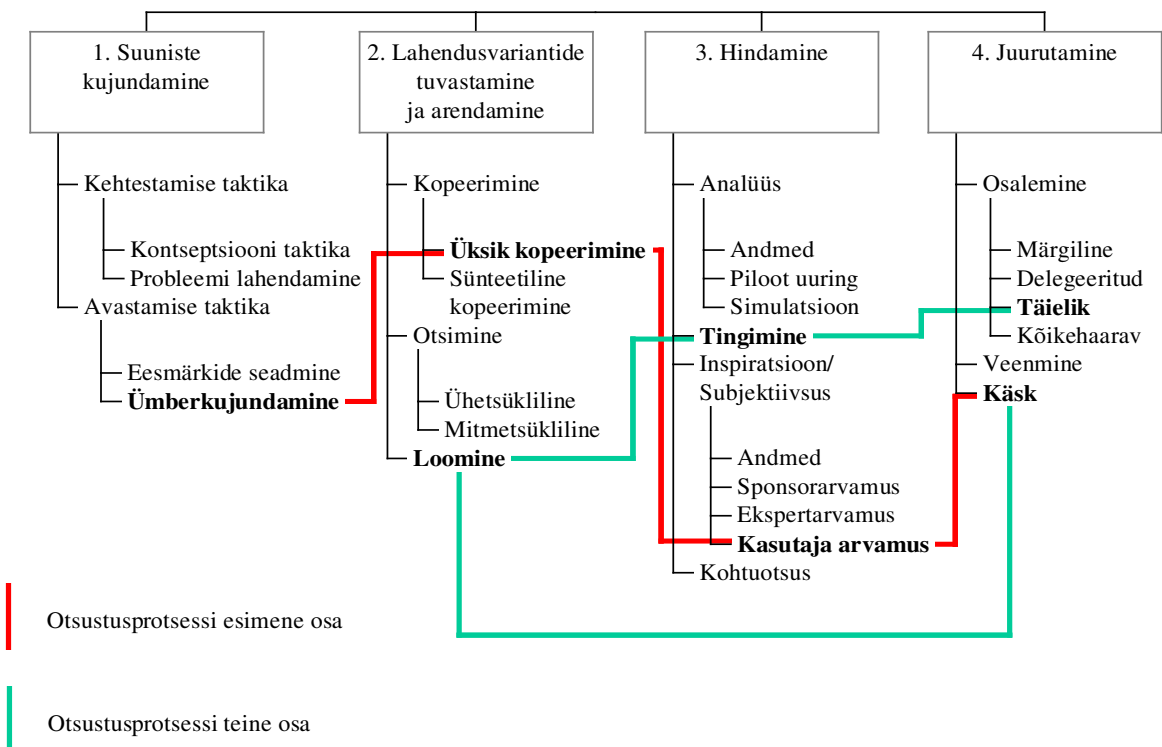 1. Suuniste
kujundamine
2. Lahendusvariantide
tuvastamine
ja arendamine
3. Hindamine
4. Juurutamine
Kehtestamise taktika
Kontseptsiooni taktika
Probleemi lahendamine
Avastamise taktika
Eesmärkide seadmine
Ümberkujundamine
Kopeerimine
Üksik kopeerimine
Sünteetiline
kopeerimine
Otsimine
Ühetsükliline
Mitmetsükliline
Loomine
Analüüs
Andmed
Piloot uuring
Simulatsioon
Tingimine
Inspiratsioon/
Subjektiivsus
Andmed
Sponsorarvamus
Ekspertarvamus
Kasutaja arvamus
Kohtuotsus
Osalemine
Märgiline
Delegeeritud
Täielik
Kõikehaarav
Veenmine
Käsk
Otsustusprotsessi esimene osa
Otsustusprotsessi teine osa